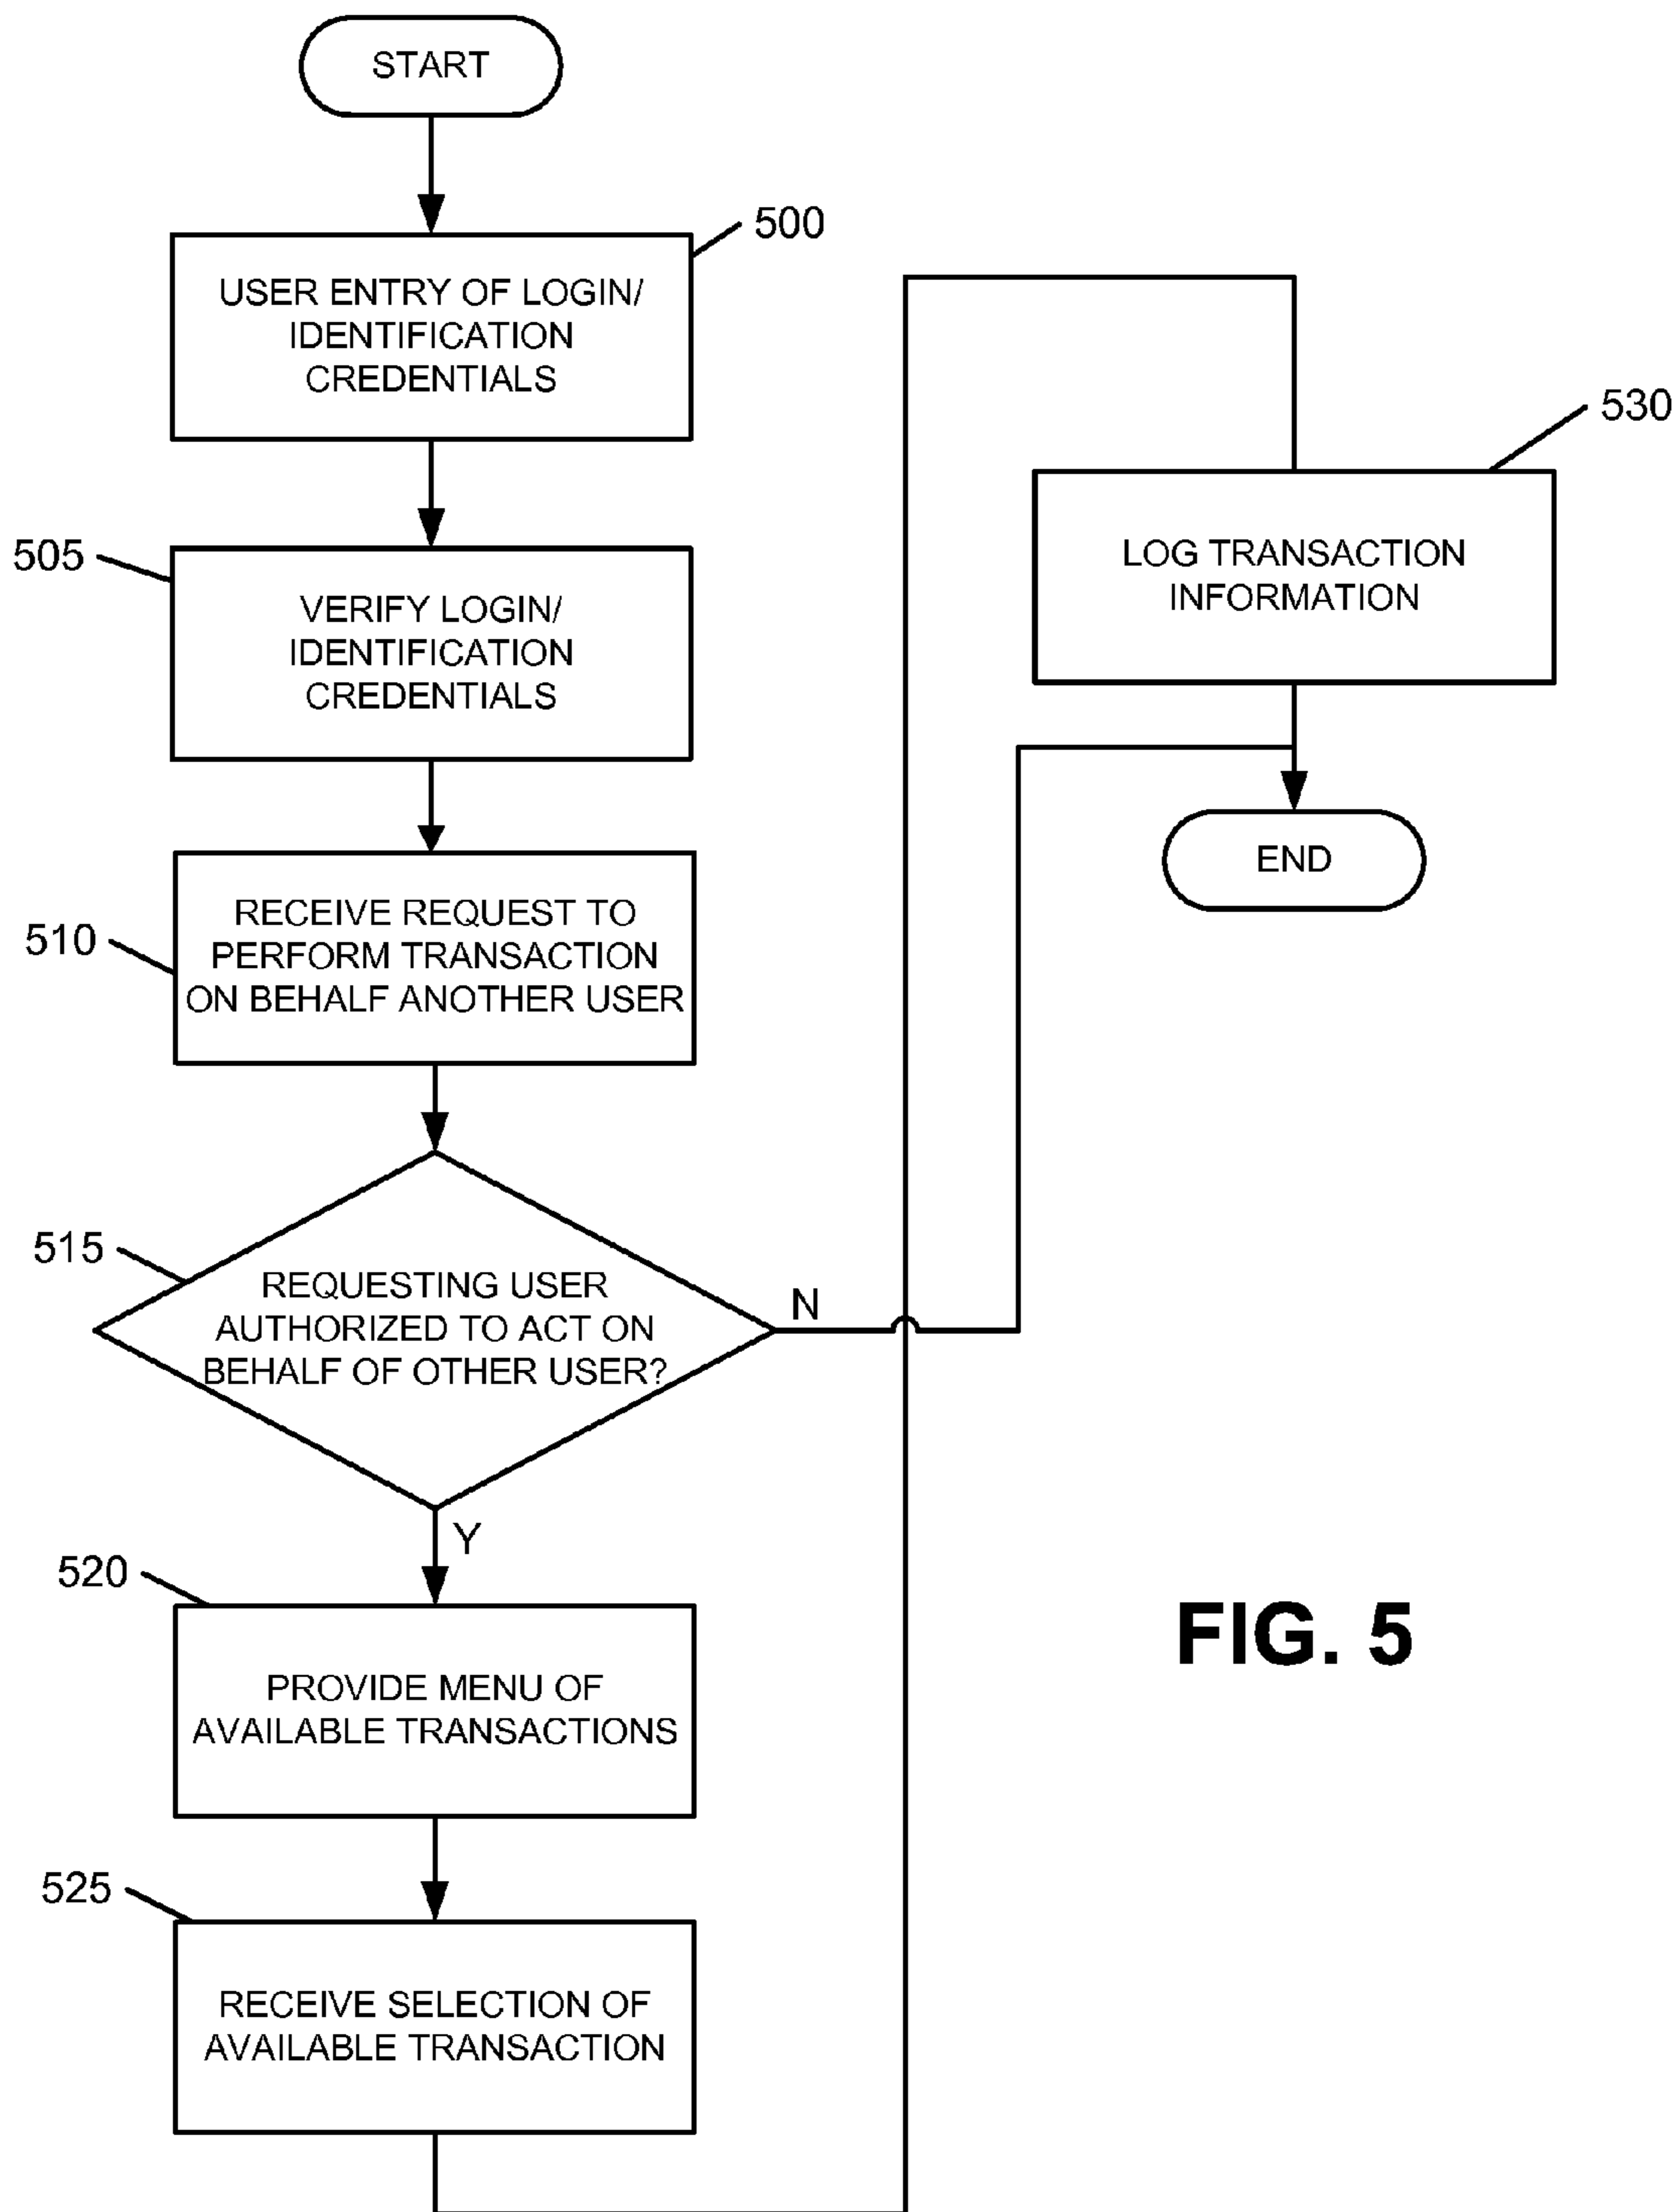 START
500
USER ENTRY OF LOGIN/
IDENTIFICATION
CREDENTIALS
505
VERIFY LOGIN/
IDENTIFICATION
CREDENTIALS
510
RECEIVE REQUEST TO
PERFORM TRANSACTION
ON BEHALF ANOTHER USER
515
REQUESTING USER
AUTHORIZED TO ACT ON
BEHALF OF OTHER USER?
N
Y
520
PROVIDE MENU OF
AVAILABLE TRANSACTIONS
525
RECEIVE SELECTION OF
AVAILABLE TRANSACTION
530
LOG TRANSACTION
INFORMATION
END
FIG. 5